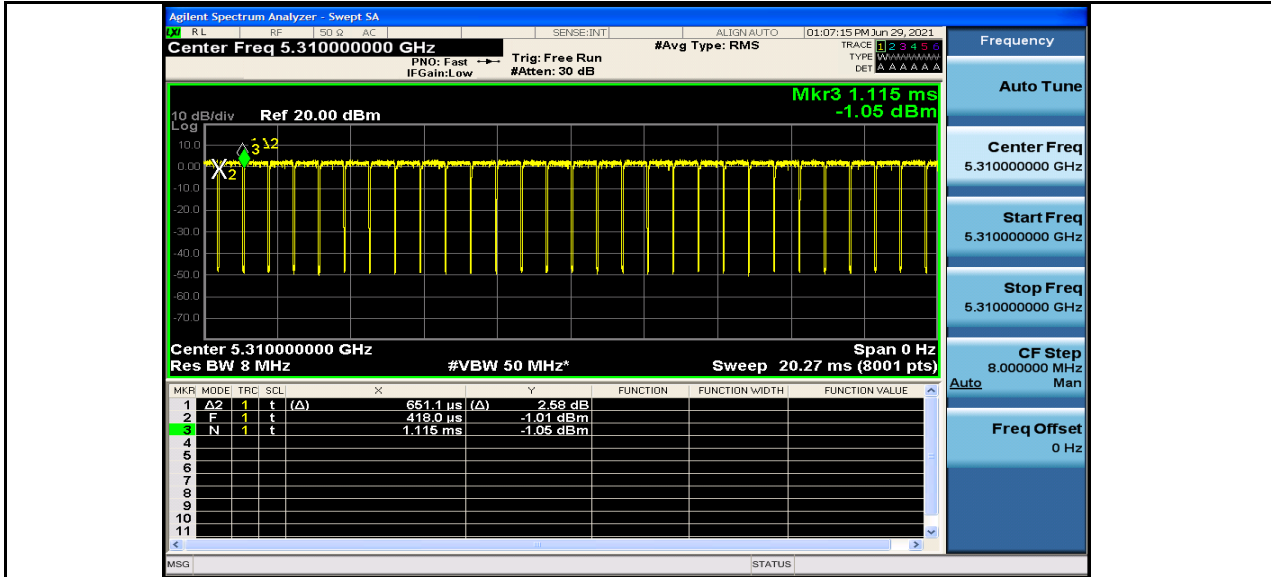 Agilent Spectrum Analyzer - Swept SA
LXI RL RF 50 Ω AC SENSE:INT ALIGN AUTO 01:07:15 PM Jun 29, 2021
Center Freq 5.310000000 GHz
PNO: Fast
IFGain:Low
Trig: Free Run
#Atten: 30 dB
#Avg Type: RMS
TRACE 1 2 3 4 5 6
TYPE
DET A A A A A A
Mkr3 1.115 ms
-1.05 dBm
10 dB/div Ref 20.00 dBm
Log
10.0
0.00
-10.0
-20.0
-30.0
-40.0
-50.0
-60.0
-70.0
3
2
Center 5.310000000 GHz Span 0 Hz
Res BW 8 MHz #VBW 50 MHz* Sweep 20.27 ms (8001 pts)
MKR MODE TRC SCL X Y FUNCTION FUNCTION WIDTH FUNCTION VALUE
1 Δ2 1 t (Δ) 651.1 µs (Δ) 2.58 dB
2 F 1 t 418.0 µs -1.01 dBm
3 N 1 t 1.115 ms -1.05 dBm
4
5
6
7
8
9
10
11
MSG STATUS
Frequency
Auto Tune
Center Freq
5.310000000 GHz
Start Freq
5.310000000 GHz
Stop Freq
5.310000000 GHz
CF Step
8.000000 MHz
Auto Man
Freq Offset
0 Hz